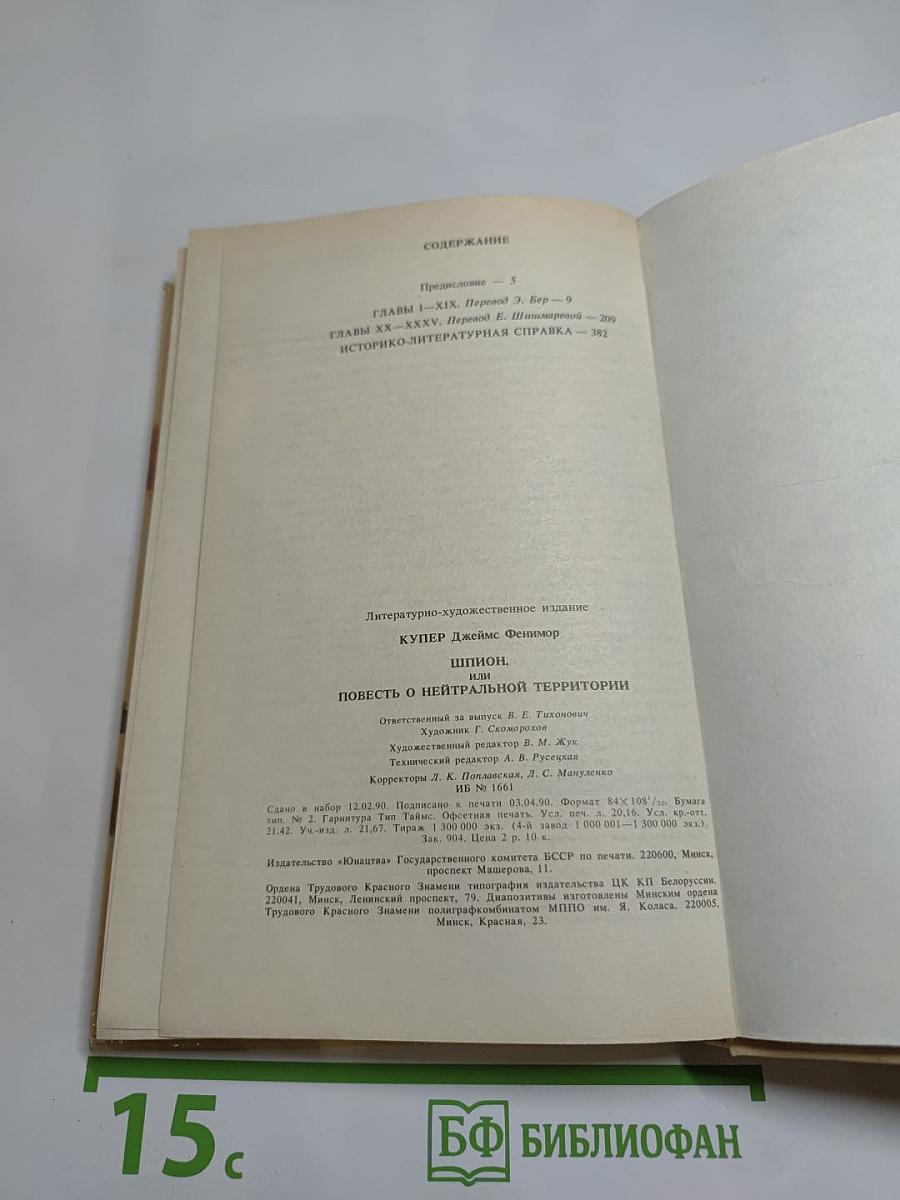 СОДЕРЖАНИЕ
Предисловие — 5
ГЛАВЫ I—XIX. Перевод Э. Бер — 9
ГЛАВЫ XX—XXXV. Перевод Е. Шишмаревой — 209
ИСТОРИКО-ЛИТЕРАТУРНАЯ СПРАВКА — 382
Литературно-художественное издание
КУПЕР Джеймс Фенимор
ШПИОН,
ИЛИ
ПОВЕСТЬ О НЕЙТРАЛЬНОЙ ТЕРРИТОРИИ
Ответственный за выпуск В. Е. Тихонович
Художник Г. Скоморохов
Художественный редактор В. М. Жук
Технический редактор А. В. Русецкая
Корректоры Л. К. Поплавская, Л. С. Мануленко
ИБ № 1661
Сдано в набор 12.02.90. Подписано к печати 03.04.90. Формат 84×108¹/₃₂. Бумага
тип. № 2. Гарнитура Тип Таймс. Офсетная печать. Усл. печ. л. 20,16. Усл. кр.-отт.
21,42. Уч.-изд. л. 21,67. Тираж 1 300 000 экз. (4-й завод 1 000 001—1 300 000 экз.).
Зак. 904. Цена 2 р. 10 к.
Издательство «Юнацтва» Государственного комитета БССР по печати. 220600, Минск,
проспект Машерова, 11.
Ордена Трудового Красного Знамени типография издательства ЦК КП Белоруссии.
220041, Минск, Ленинский проспект, 79. Диапозитивы изготовлены Минским ордена
Трудового Красного Знамени полиграфкомбинатом МППО им. Я. Коласа. 220005,
Минск, Красная, 23.
15 с
БФ БИБЛИОФАН